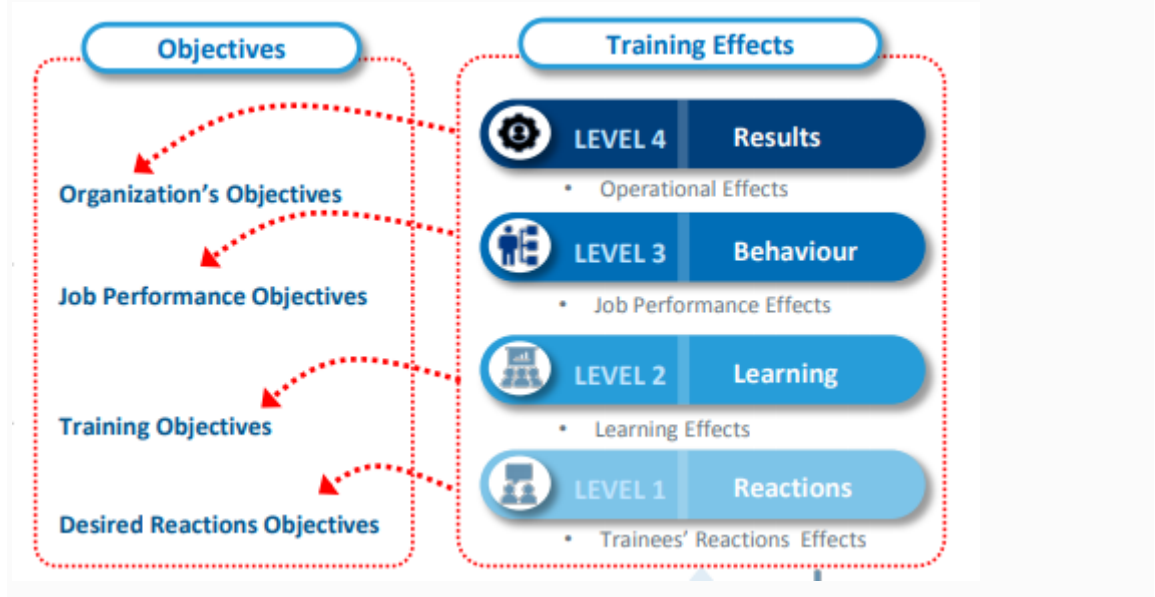 Objectives
Organization's Objectives
Job Performance Objectives
Training Objectives
Desired Reactions Objectives
Training Effects
LEVEL 4 Results
• Operational Effects
LEVEL 3 Behaviour
• Job Performance Effects
LEVEL 2 Learning
• Learning Effects
LEVEL 1 Reactions
• Trainees' Reactions Effects